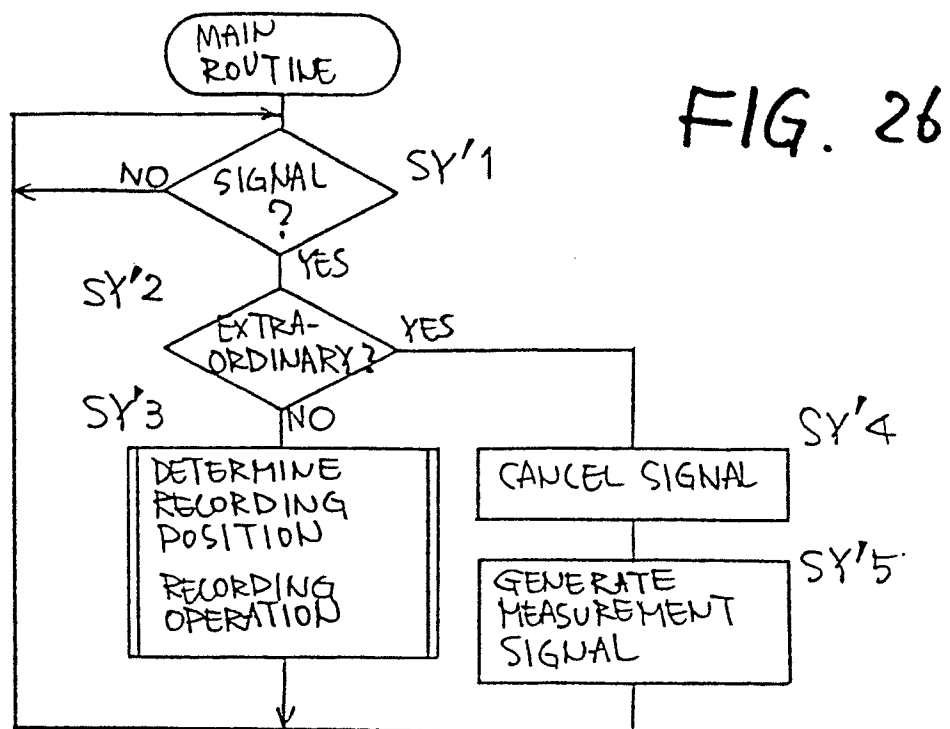 MAIN
ROUTINE
FIG. 26
NO
SIGNAL
?
SY'1
YES
SY'2
EXTRA-
ORDINARY?
YES
SY'3
NO
DETERMINE
RECORDING
POSITION
RECORDING
OPERATION
SY'4
CANCEL SIGNAL
SY'5
GENERATE
MEASUREMENT
SIGNAL